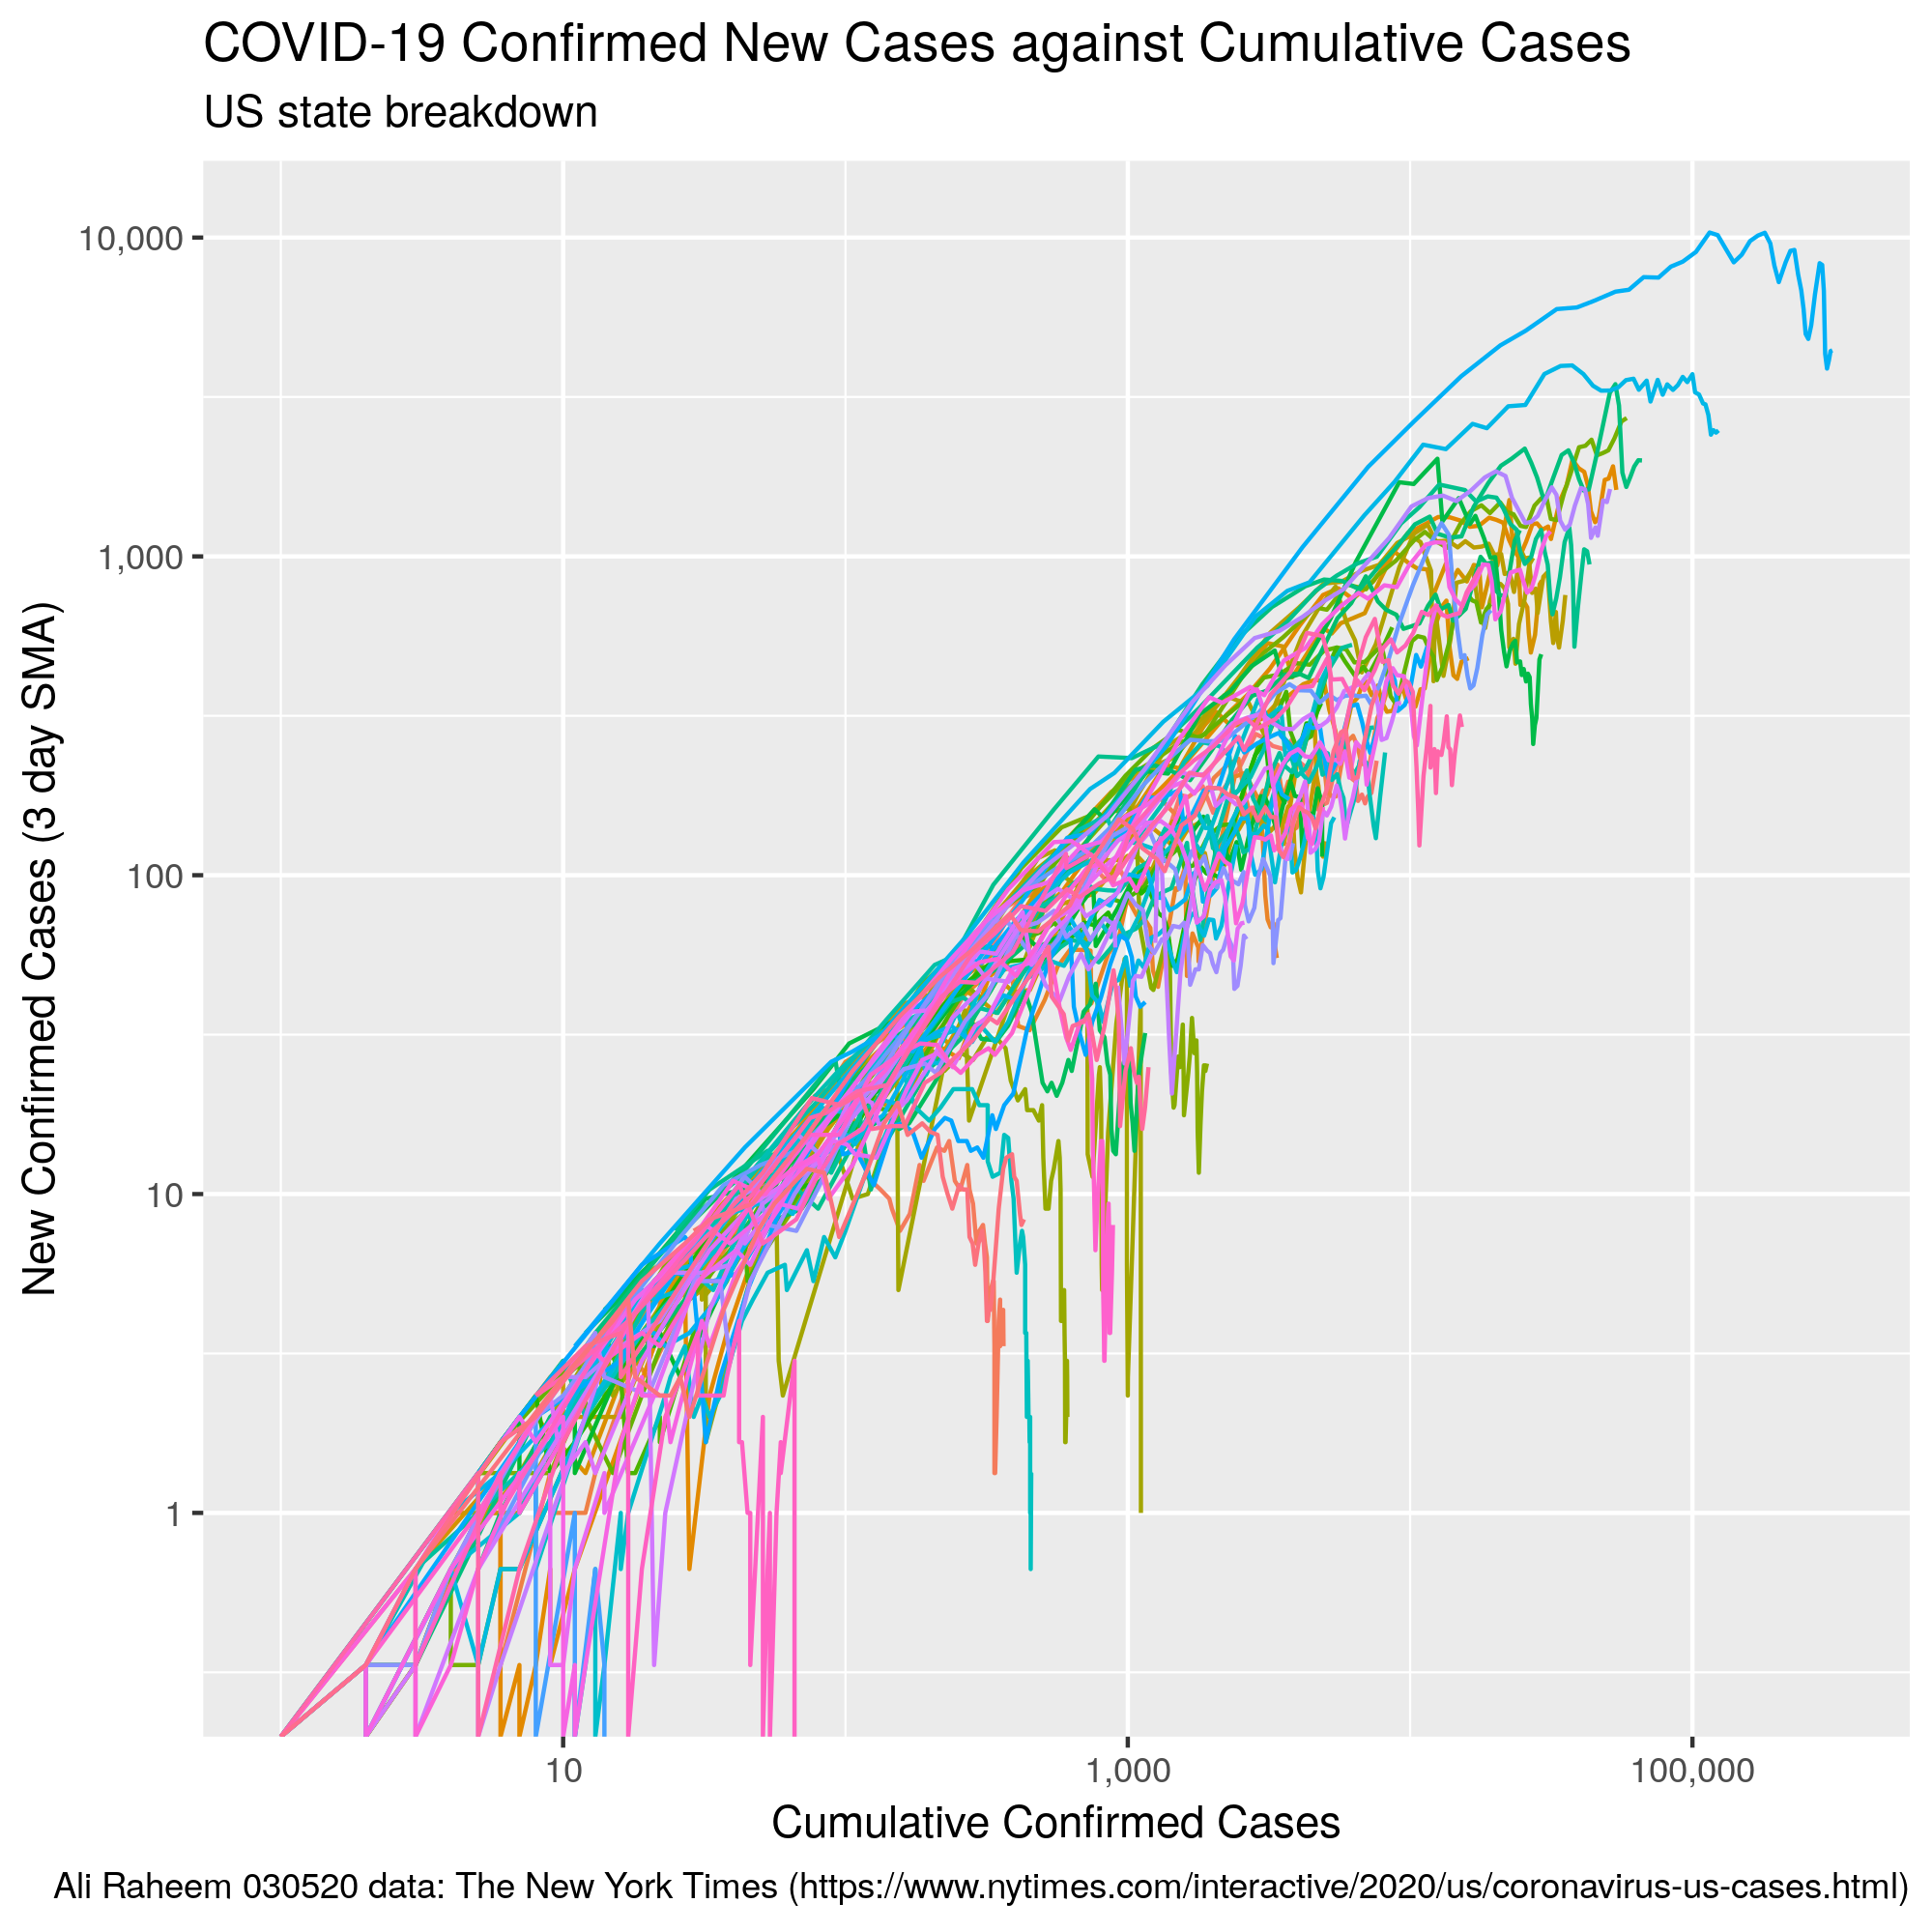 COVID-19 Confirmed New Cases against Cumulative Cases
US state breakdown
10,000
1,000
100
10
1
New Confirmed Cases (3 day SMA)
10
1,000
100,000
Cumulative Confirmed Cases
Ali Raheem 030520 data: The New York Times (https://www.nytimes.com/interactive/2020/us/coronavirus-us-cases.html)